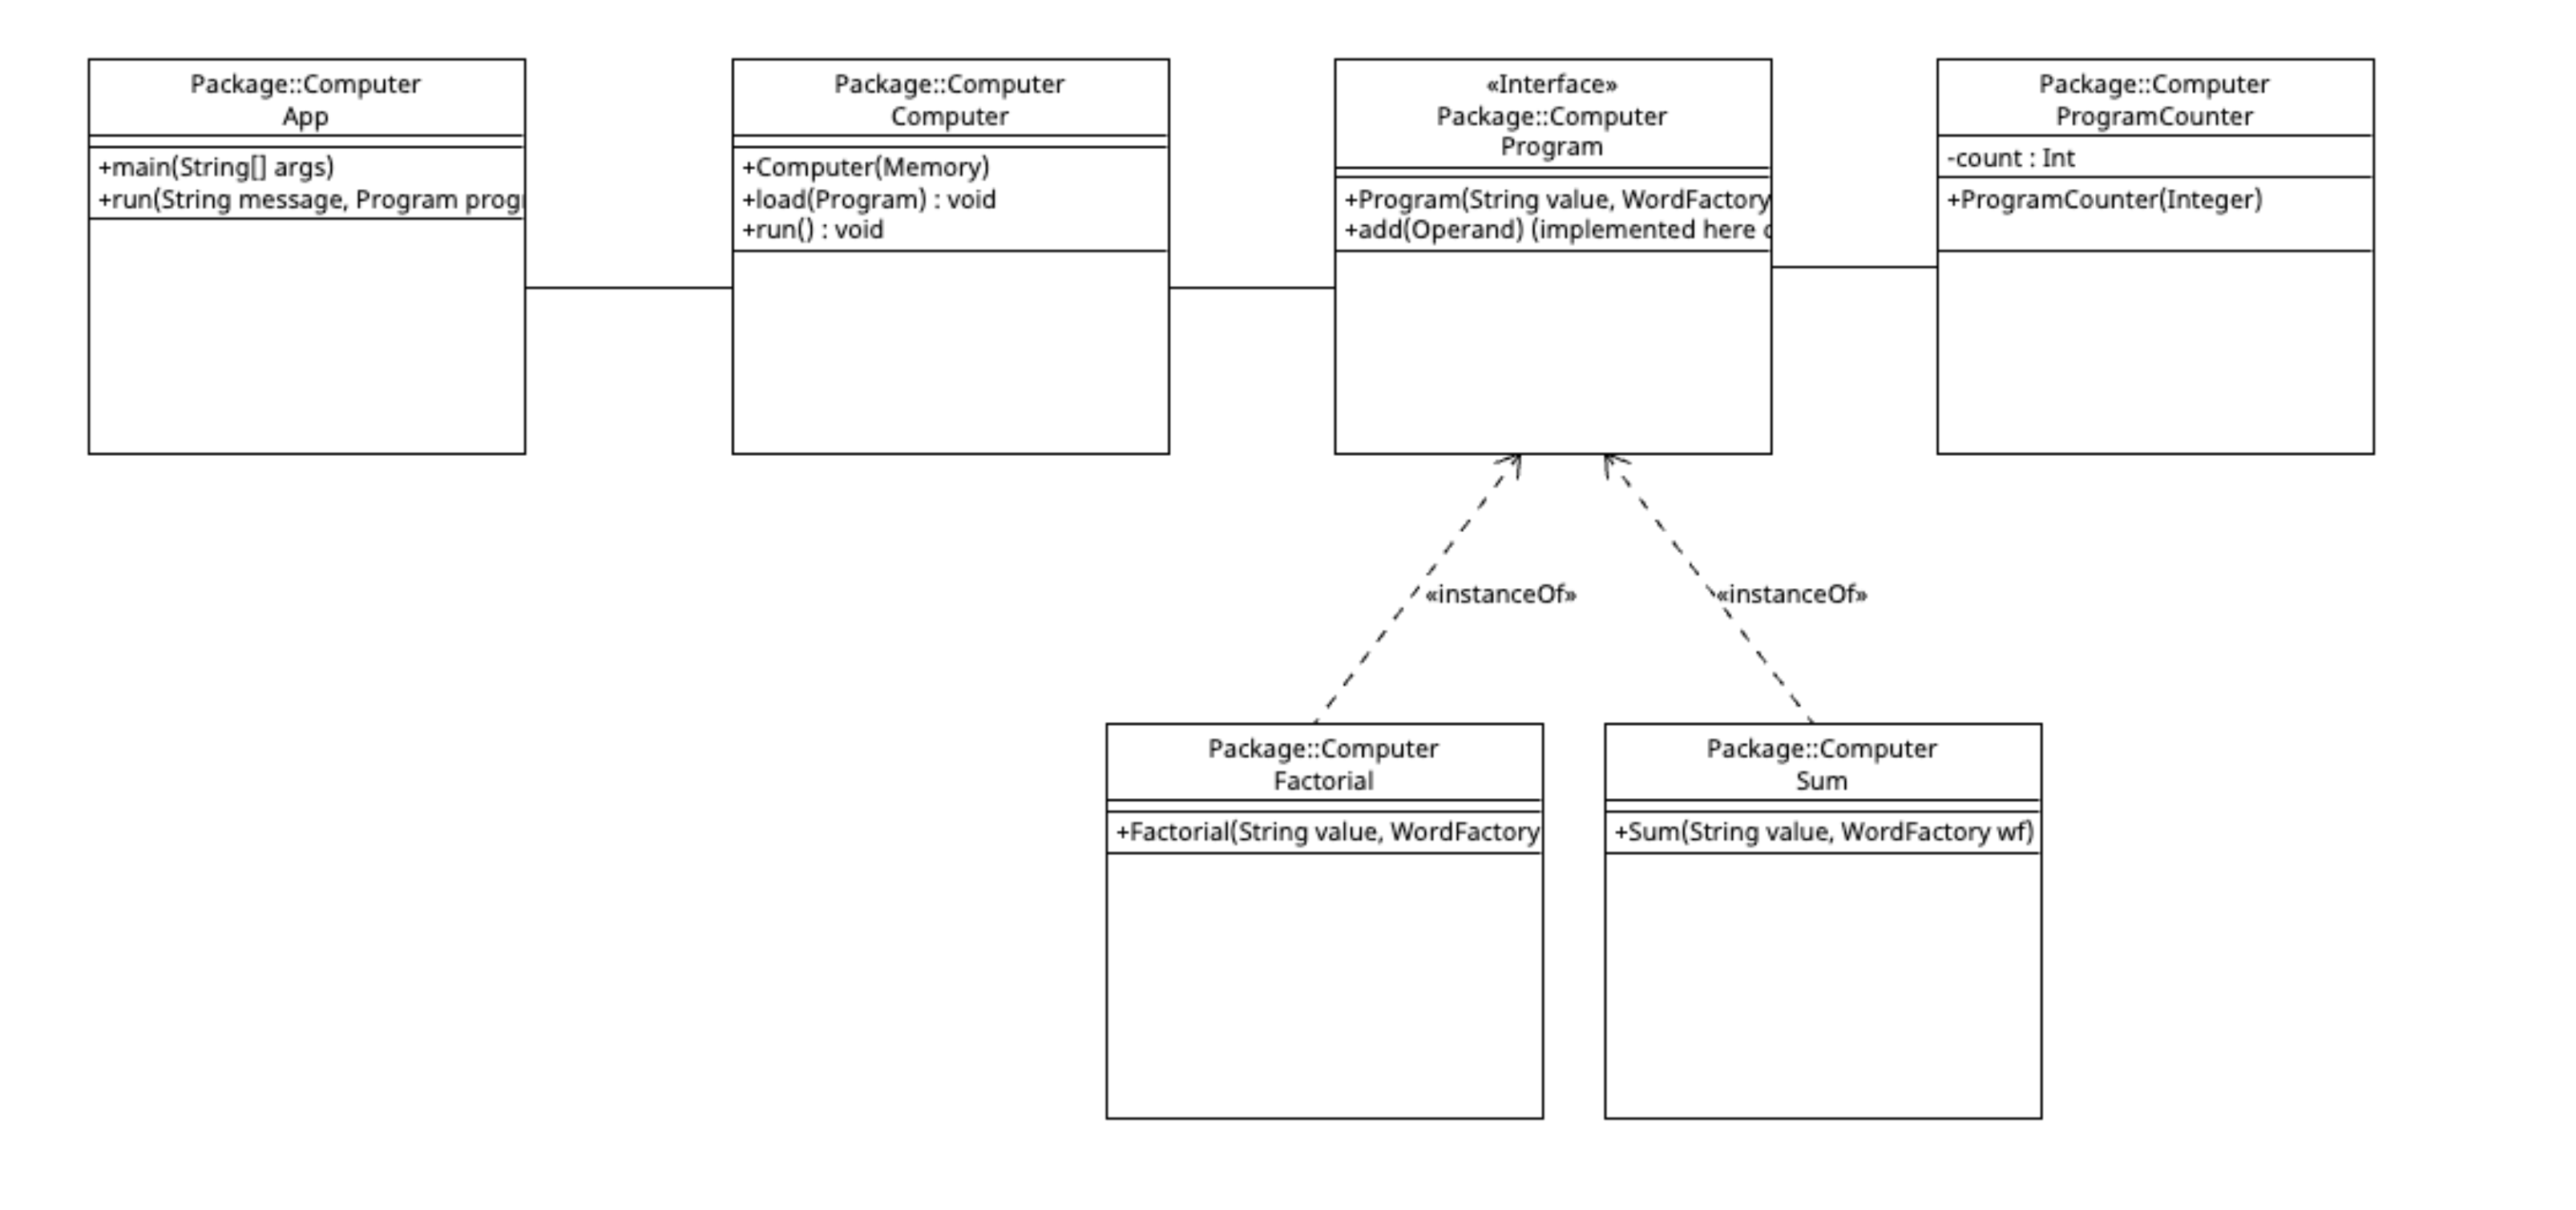 Package::Computer
App
+main(String[] args)
+run(String message, Program
Package::Computer
Computer
+Computer(Memory)
+load(Program) : void
+run() : void
«Interface»
Package::Computer
Program
+Program(String value, WordFactory
+add(Operand) (implemented here
Package::Computer
ProgramCounter
-count : Int
+ProgramCounter(Integer)
«instanceOf»
«instanceOf»
Package::Computer
Factorial
+Factorial(String value, WordFactory
Package::Computer
Sum
+Sum(String value, WordFactory wf)